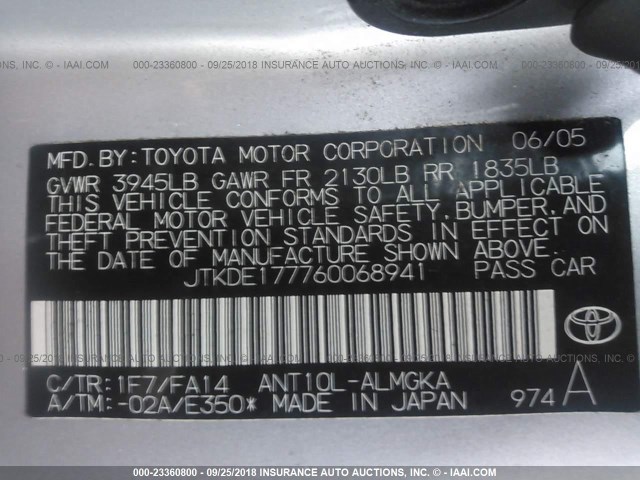 000-23360800 - 09/25/2018 INSURANCE AUTO AUCTIONS, INC. - IAAI.COM
MFD.BY:TOYOTA MOTOR CORPORATION 06/05
GVWR 3945LB GAWR FR 2130LB RR 1835LB
THIS VEHICLE CONFORMS TO ALL APPLICABLE
FEDERAL MOTOR VEHICLE SAFETY, BUMPER, AND
THEFT PREVENTION STANDARDS IN EFFECT ON
THE DATE OF MANUFACTURE SHOWN ABOVE.
JTKDE177760068941 PASS CAR
TOYOTA
C/TR:1F7/FA14 ANT10L-ALMGKA
A/TM:-02A/E350* MADE IN JAPAN 974 A
000-23360800 - 09/25/2018 INSURANCE AUTO AUCTIONS, INC. - IAAI.COM